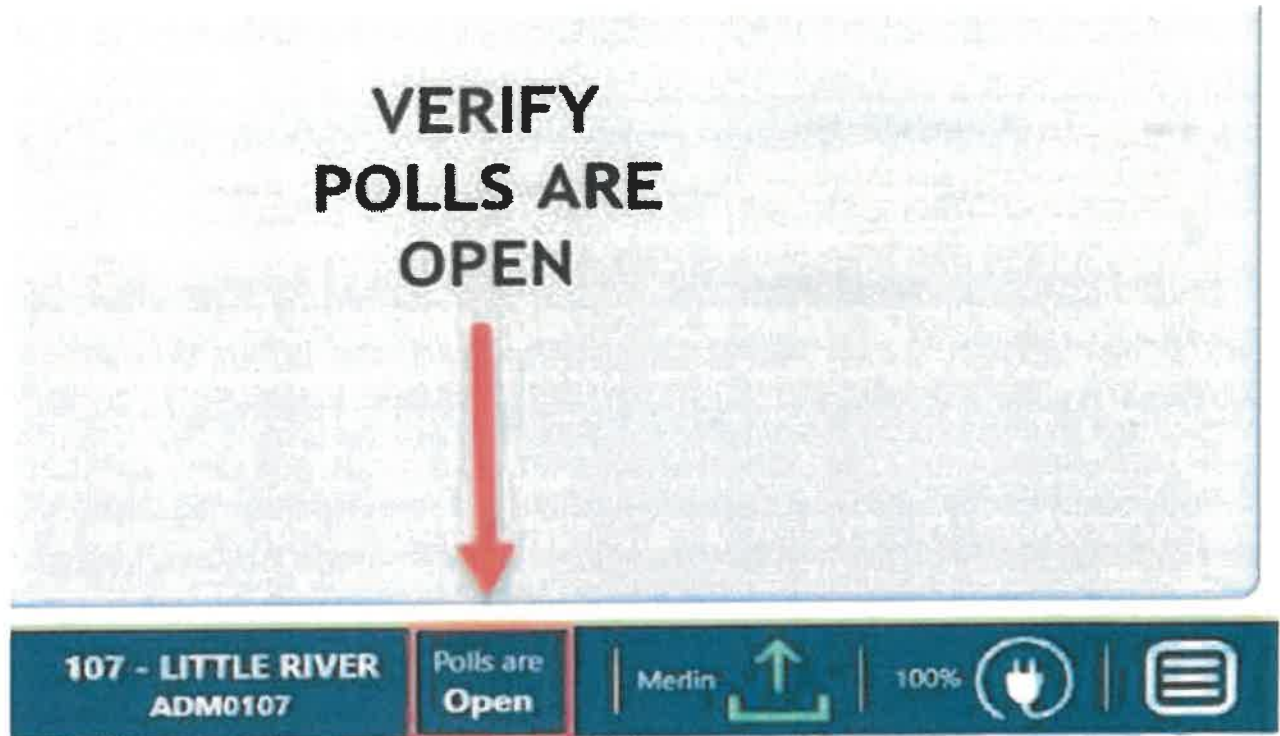 VERIFY
POLLS ARE
OPEN
107 - LITTLE RIVER
ADM0107
Polls are
Open
Merlin
100%